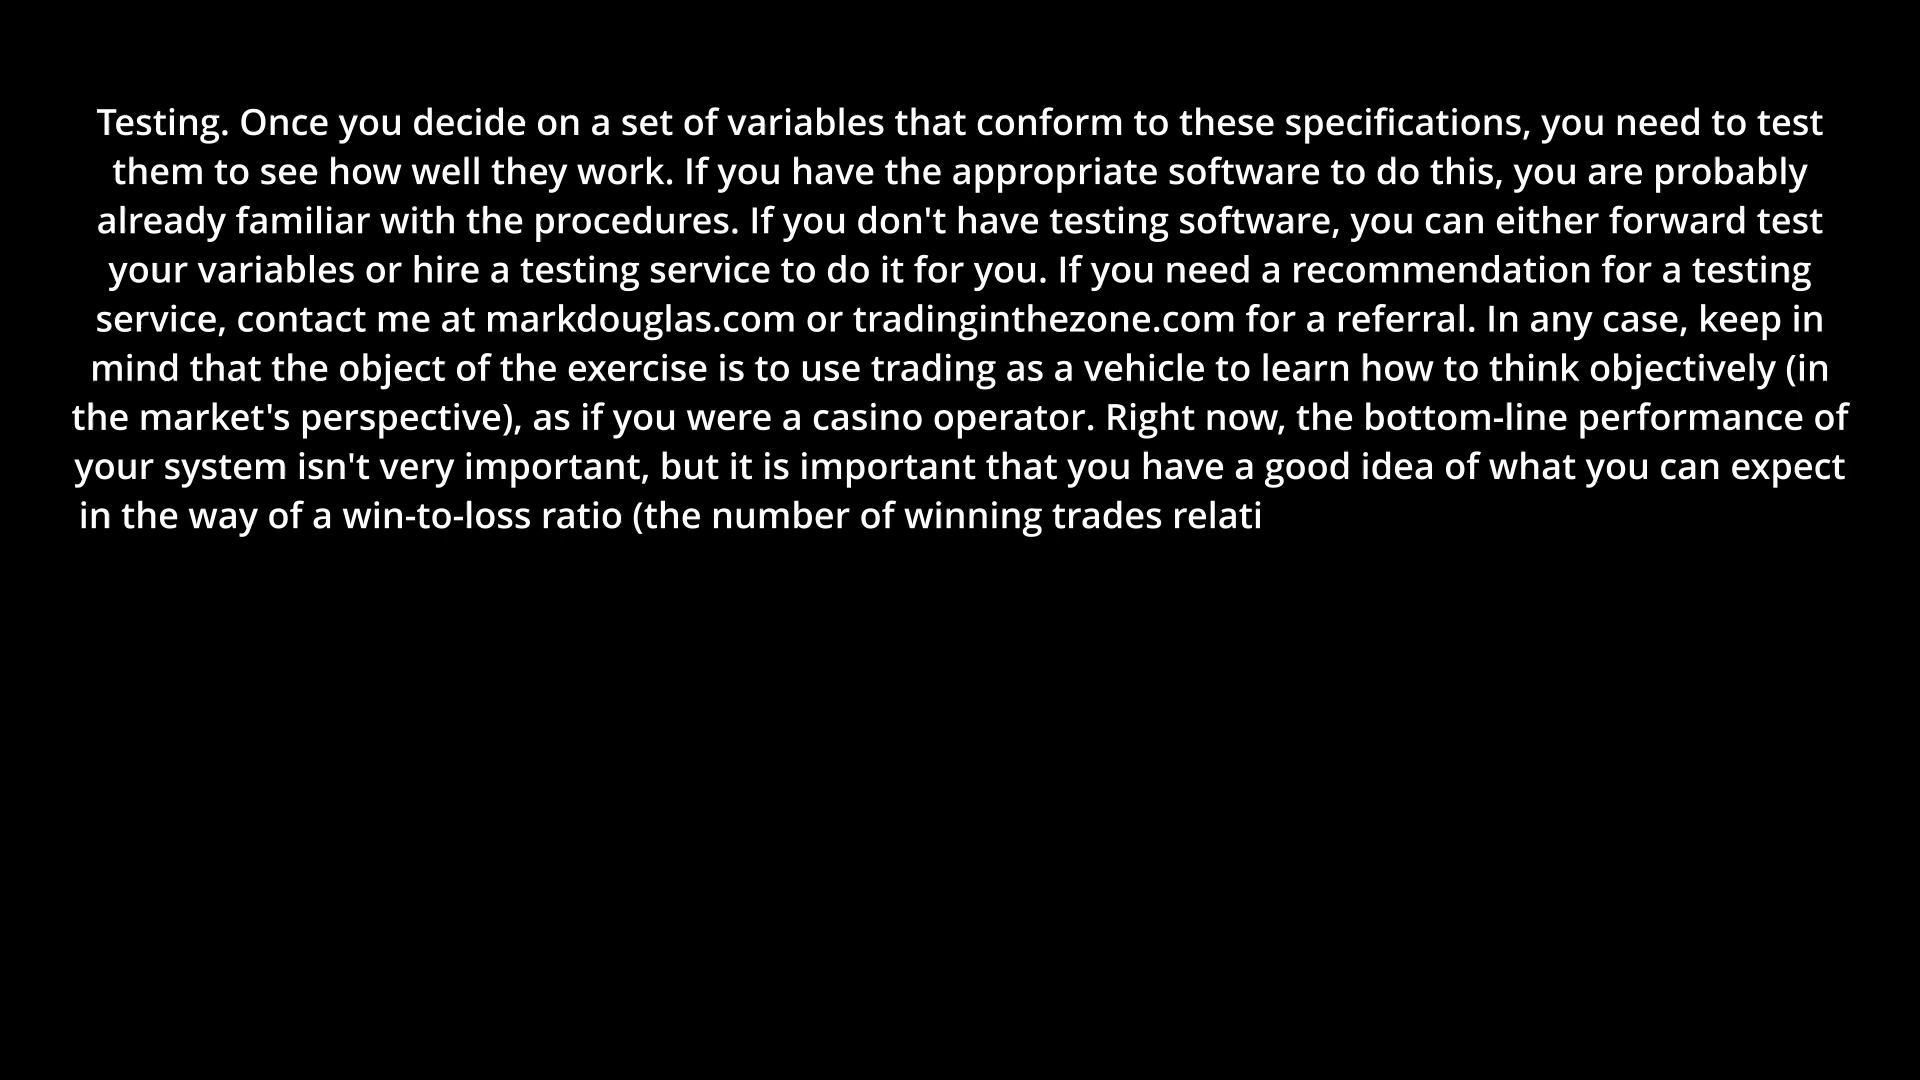 Testing. Once you decide on a set of variables that conform to these specifications, you need to test
them to see how well they work. If you have the appropriate software to do this, you are probably
already familiar with the procedures. If you don't have testing software, you can either forward test
your variables or hire a testing service to do it for you. If you need a recommendation for a testing
service, contact me at markdouglas.com or tradinginthezone.com for a referral. In any case, keep in
mind that the object of the exercise is to use trading as a vehicle to learn how to think objectively (in
the market's perspective), as if you were a casino operator. Right now, the bottom-line performance of
your system isn't very important, but it is important that you have a good idea of what you can expect
in the way of a win-to-loss ratio (the number of winning trades relati